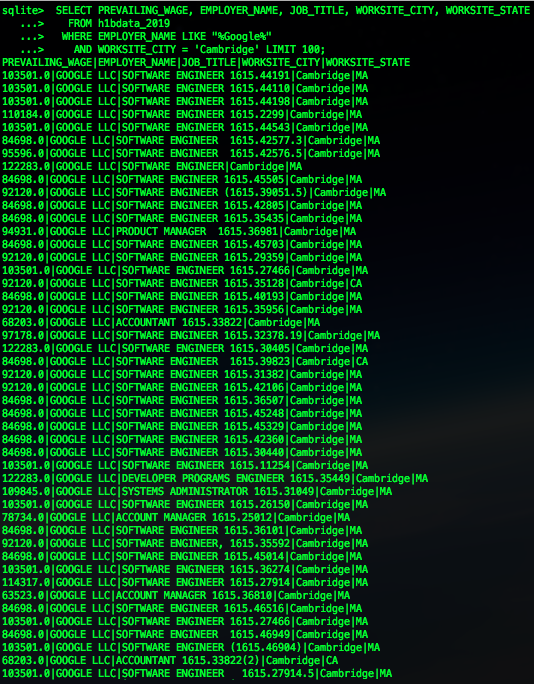 sqlite>  SELECT PREVAILING_WAGE, EMPLOYER_NAME, JOB_TITLE, WORKSITE_CITY, WORKSITE_STATE
   ...>    FROM h1bdata_2019
   ...>   WHERE EMPLOYER_NAME LIKE "%Google%"
   ...>     AND WORKSITE_CITY = 'Cambridge' LIMIT 100;
PREVAILING_WAGE|EMPLOYER_NAME|JOB_TITLE|WORKSITE_CITY|WORKSITE_STATE
103501.0|GOOGLE LLC|SOFTWARE ENGINEER 1615.44191|Cambridge|MA
103501.0|GOOGLE LLC|SOFTWARE ENGINEER 1615.44110|Cambridge|MA
103501.0|GOOGLE LLC|SOFTWARE ENGINEER 1615.44198|Cambridge|MA
110184.0|GOOGLE LLC|SOFTWARE ENGINEER 1615.2299|Cambridge|MA
103501.0|GOOGLE LLC|SOFTWARE ENGINEER 1615.44543|Cambridge|MA
84698.0|GOOGLE LLC|SOFTWARE ENGINEER  1615.42577.3|Cambridge|MA
95596.0|GOOGLE LLC|SOFTWARE ENGINEER  1615.42576.5|Cambridge|MA
122283.0|GOOGLE LLC|SOFTWARE ENGINEER|Cambridge|MA
84698.0|GOOGLE LLC|SOFTWARE ENGINEER 1615.45505|Cambridge|MA
92120.0|GOOGLE LLC|SOFTWARE ENGINEER (1615.39051.5)|Cambridge|MA
84698.0|GOOGLE LLC|SOFTWARE ENGINEER 1615.42805|Cambridge|MA
84698.0|GOOGLE LLC|SOFTWARE ENGINEER 1615.35435|Cambridge|MA
94931.0|GOOGLE LLC|PRODUCT MANAGER  1615.36981|Cambridge|MA
84698.0|GOOGLE LLC|SOFTWARE ENGINEER 1615.45703|Cambridge|MA
92120.0|GOOGLE LLC|SOFTWARE ENGINEER 1615.29359|Cambridge|MA
103501.0|GOOGLE LLC|SOFTWARE ENGINEER 1615.27466|Cambridge|MA
92120.0|GOOGLE LLC|SOFTWARE ENGINEER 1615.35128|Cambridge|CA
84698.0|GOOGLE LLC|SOFTWARE ENGINEER 1615.40193|Cambridge|MA
92120.0|GOOGLE LLC|SOFTWARE ENGINEER 1615.35956|Cambridge|MA
68203.0|GOOGLE LLC|ACCOUNTANT 1615.33822|Cambridge|MA
97178.0|GOOGLE LLC|SOFTWARE ENGINEER 1615.32378.19|Cambridge|MA
122283.0|GOOGLE LLC|SOFTWARE ENGINEER 1615.30405|Cambridge|MA
84698.0|GOOGLE LLC|SOFTWARE ENGINEER  1615.39823|Cambridge|CA
92120.0|GOOGLE LLC|SOFTWARE ENGINEER 1615.31382|Cambridge|MA
92120.0|GOOGLE LLC|SOFTWARE ENGINEER 1615.42106|Cambridge|MA
84698.0|GOOGLE LLC|SOFTWARE ENGINEER 1615.36507|Cambridge|MA
84698.0|GOOGLE LLC|SOFTWARE ENGINEER 1615.45248|Cambridge|MA
84698.0|GOOGLE LLC|SOFTWARE ENGINEER 1615.45329|Cambridge|MA
84698.0|GOOGLE LLC|SOFTWARE ENGINEER 1615.42360|Cambridge|MA
84698.0|GOOGLE LLC|SOFTWARE ENGINEER 1615.30440|Cambridge|MA
103501.0|GOOGLE LLC|SOFTWARE ENGINEER 1615.11254|Cambridge|MA
122283.0|GOOGLE LLC|DEVELOPER PROGRAMS ENGINEER 1615.35449|Cambridge|MA
109845.0|GOOGLE LLC|SYSTEMS ADMINISTRATOR 1615.31049|Cambridge|MA
103501.0|GOOGLE LLC|SOFTWARE ENGINEER 1615.26150|Cambridge|MA
78734.0|GOOGLE LLC|ACCOUNT MANAGER 1615.25012|Cambridge|MA
84698.0|GOOGLE LLC|SOFTWARE ENGINEER 1615.36101|Cambridge|MA
92120.0|GOOGLE LLC|SOFTWARE ENGINEER, 1615.35592|Cambridge|MA
84698.0|GOOGLE LLC|SOFTWARE ENGINEER 1615.45014|Cambridge|MA
103501.0|GOOGLE LLC|SOFTWARE ENGINEER 1615.36274|Cambridge|MA
114317.0|GOOGLE LLC|SOFTWARE ENGINEER 1615.27914|Cambridge|MA
63523.0|GOOGLE LLC|ACCOUNT MANAGER 1615.36810|Cambridge|MA
84698.0|GOOGLE LLC|SOFTWARE ENGINEER 1615.46516|Cambridge|MA
103501.0|GOOGLE LLC|SOFTWARE ENGINEER 1615.27466|Cambridge|MA
84698.0|GOOGLE LLC|SOFTWARE ENGINEER  1615.46949|Cambridge|MA
103501.0|GOOGLE LLC|SOFTWARE ENGINEER (1615.46904)|Cambridge|MA
68203.0|GOOGLE LLC|ACCOUNTANT 1615.33822(2)|Cambridge|CA
103501.0|GOOGLE LLC|SOFTWARE ENGINEER   1615.27914.5|Cambridge|MA